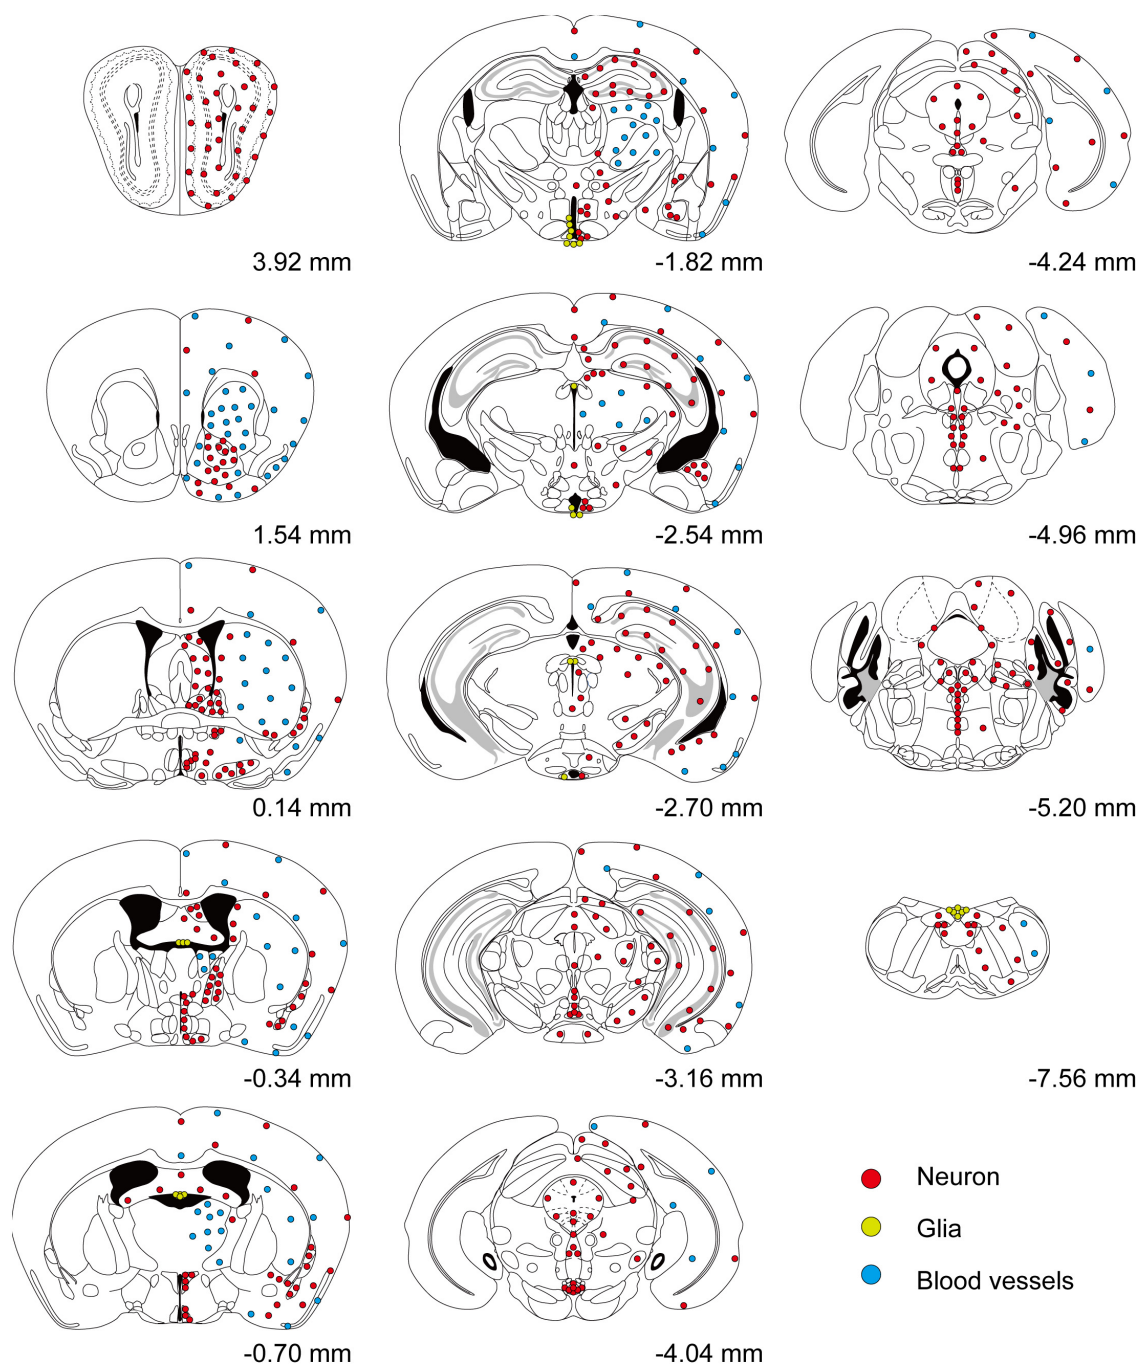 3.92 mm
-1.82 mm
-4.24 mm
1.54 mm
-2.54 mm
-4.96 mm
0.14 mm
-2.70 mm
-5.20 mm
-0.34 mm
-3.16 mm
-7.56 mm
Neuron
Glia
Blood vessels
-0.70 mm
-4.04 mm